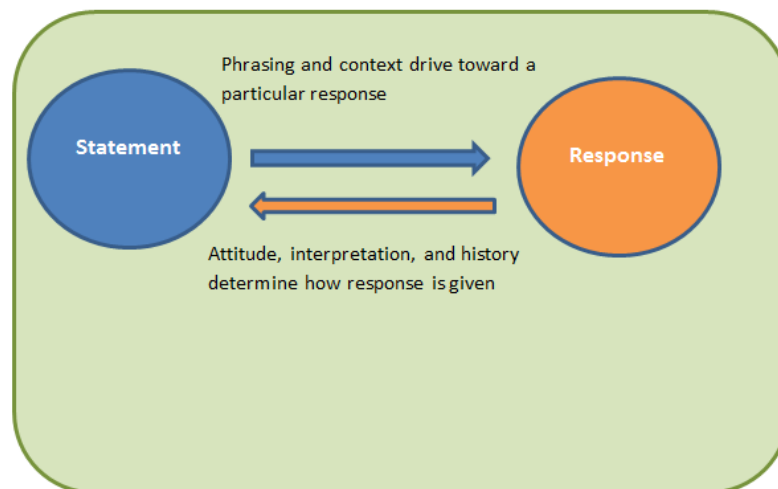 Phrasing and context drive toward a
particular response
Statement
Response
Attitude, interpretation, and history
determine how response is given